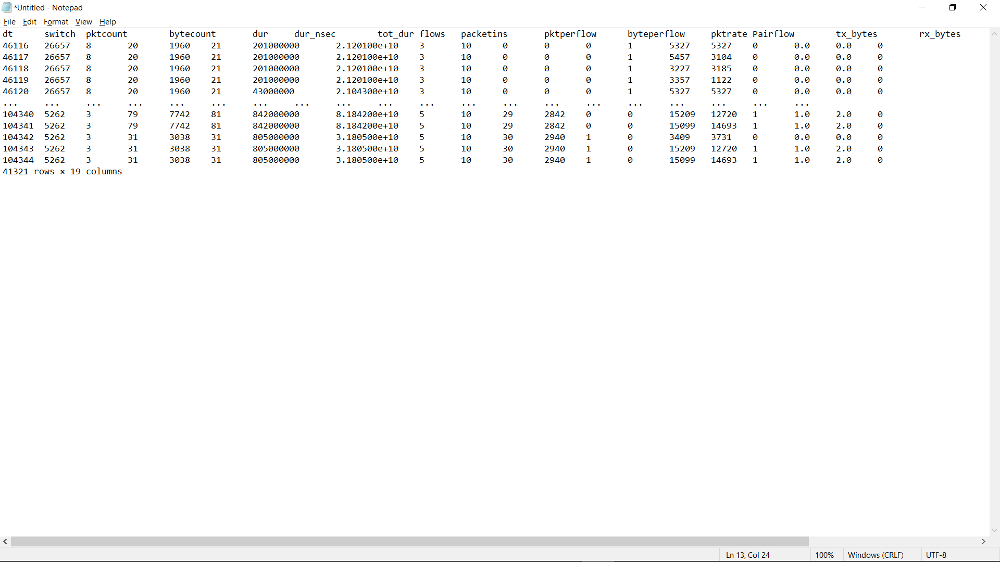 *Untitled - Notepad
File Edit Format View Help
dt switch pktcount bytecount dur dur_nsec tot_dur flows packetins pktperflow byteperflow pktrate Pairflow tx_bytes rx_bytes
46116 26657 8 20 1960 21 201000000 2.120100e+10 3 10 0 0 0 1 5327 5327 0 0.0 0.0 0
46117 26657 8 20 1960 21 201000000 2.120100e+10 3 10 0 0 0 1 5457 3104 0 0.0 0.0 0
46118 26657 8 20 1960 21 201000000 2.120100e+10 3 10 0 0 0 1 3227 3185 0 0.0 0.0 0
46119 26657 8 20 1960 21 201000000 2.120100e+10 3 10 0 0 0 1 3357 1122 0 0.0 0.0 0
46120 26657 8 20 1960 21 43000000 2.104300e+10 3 10 0 0 0 1 5327 5327 0 0.0 0.0 0
... ... ... ... ... ... ... ... ... ... ... ... ... ... ... ... ... ... ... ...
104340 5262 3 79 7742 81 842000000 8.184200e+10 5 10 29 2842 0 0 15209 12720 1 1.0 2.0 0
104341 5262 3 79 7742 81 842000000 8.184200e+10 5 10 29 2842 0 0 15099 14693 1 1.0 2.0 0
104342 5262 3 31 3038 31 805000000 3.180500e+10 5 10 30 2940 1 0 3409 3731 0 0.0 0.0 0
104343 5262 3 31 3038 31 805000000 3.180500e+10 5 10 30 2940 1 0 15209 12720 1 1.0 2.0 0
104344 5262 3 31 3038 31 805000000 3.180500e+10 5 10 30 2940 1 0 15099 14693 1 1.0 2.0 0
41321 rows × 19 columns
Ln 13, Col 24 100% Windows (CRLF) UTF-8